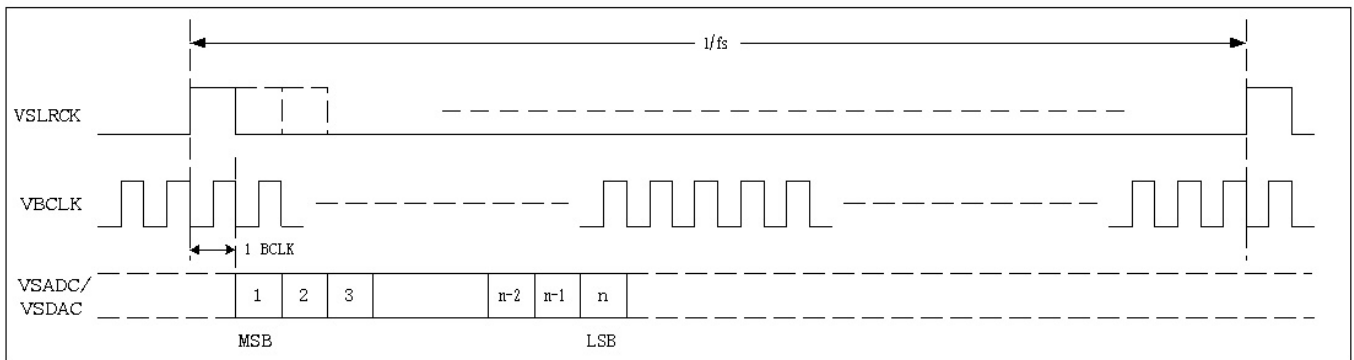 1/fs
VSLRCK
VBCLK
1 BCLK
VSADC/
VSDAC
1 2 3 n-2 n-1 n
MSB LSB